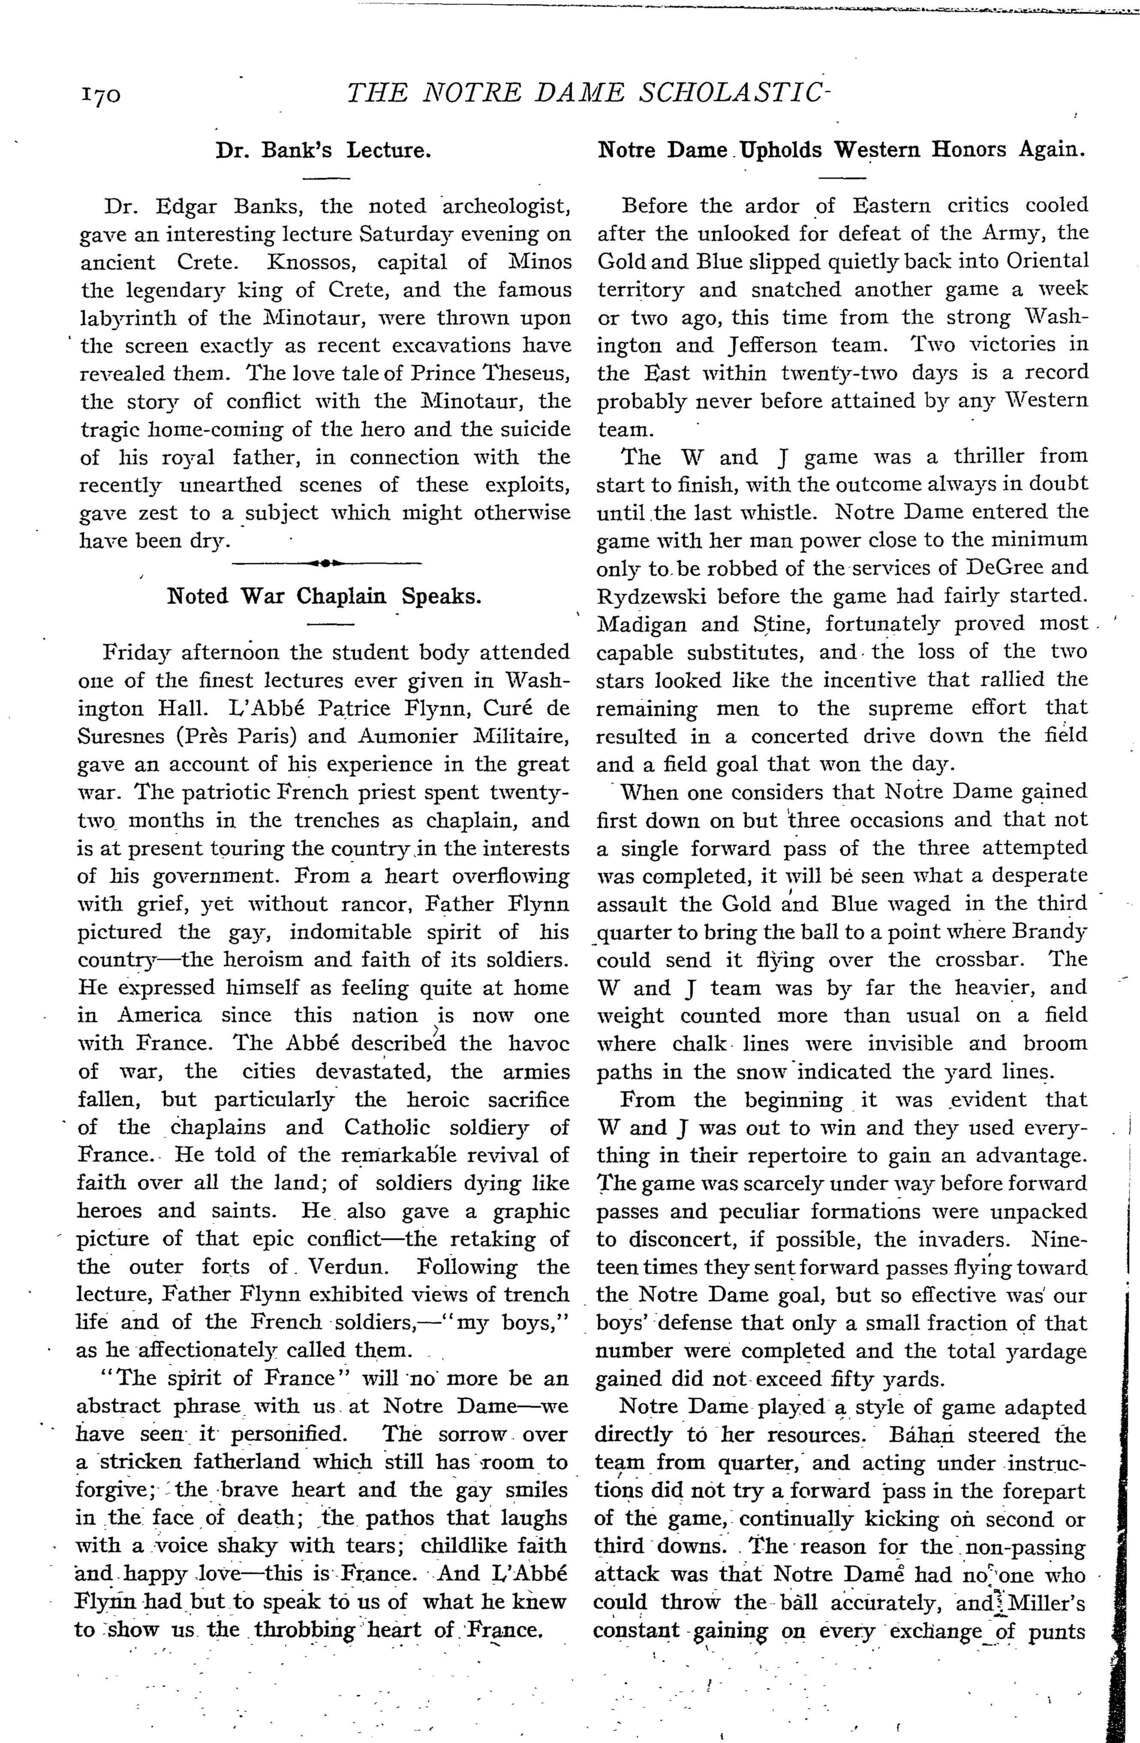 170
THE NOTRE DAME SCHOLASTIC
Dr. Bank's Lecture.
Dr. Edgar Banks, the noted archeologist,
gave an interesting lecture Saturday evening on
ancient Crete. Knossos, capital of Minos
the legendary king of Crete, and the famous
labyrinth of the Minotaur, were thrown upon
the screen exactly as recent excavations have
revealed them. The love tale of Prince Theseus,
the story of conflict with the Minotaur, the
tragic home-coming of the hero and the suicide
of his royal father, in connection with the
recently unearthed scenes of these exploits,
gave zest to a subject which might otherwise
have been dry.
Noted War Chaplain Speaks.
Friday afternoon the student body attended
one of the finest lectures ever given in Wash-
ington Hall. L'Abbé Patrice Flynn, Curé de
Suresnes (Près Paris) and Aumonier Militaire,
gave an account of his experience in the great
war. The patriotic French priest spent twenty-
two months in the trenches as chaplain, and
is at present touring the country in the interests
of his government. From a heart overflowing
with grief, yet without rancor, Father Flynn
pictured the gay, indomitable spirit of his
country—the heroism and faith of its soldiers.
He expressed himself as feeling quite at home
in America since this nation is now one
with France. The Abbé described the havoc
of war, the cities devastated, the armies
fallen, but particularly the heroic sacrifice
of the chaplains and Catholic soldiery of
France. He told of the remarkable revival of
faith over all the land; of soldiers dying like
heroes and saints. He also gave a graphic
picture of that epic conflict—the retaking of
the outer forts of Verdun. Following the
lecture, Father Flynn exhibited views of trench
life and of the French soldiers,—"my boys,"
as he affectionately called them.
"The spirit of France" will no more be an
abstract phrase with us at Notre Dame—we
have seen it personified. The sorrow over
a stricken fatherland which still has room to
forgive; the brave heart and the gay smiles
in the face of death; the pathos that laughs
with a voice shaky with tears; childlike faith
and happy love—this is France. And L'Abbé
Flynn had but to speak to us of what he knew
to show us the throbbing heart of France.
Notre Dame Upholds Western Honors Again.
Before the ardor of Eastern critics cooled
after the unlooked for defeat of the Army, the
Gold and Blue slipped quietly back into Oriental
territory and snatched another game a week
or two ago, this time from the strong Wash-
ington and Jefferson team. Two victories in
the East within twenty-two days is a record
probably never before attained by any Western
team.
The W and J game was a thriller from
start to finish, with the outcome always in doubt
until the last whistle. Notre Dame entered the
game with her man power close to the minimum
only to be robbed of the services of DeGree and
Rydzewski before the game had fairly started.
Madigan and Stine, fortunately proved most
capable substitutes, and the loss of the two
stars looked like the incentive that rallied the
remaining men to the supreme effort that
resulted in a concerted drive down the field
and a field goal that won the day.
When one considers that Notre Dame gained
first down on but three occasions and that not
a single forward pass of the three attempted
was completed, it will be seen what a desperate
assault the Gold and Blue waged in the third
quarter to bring the ball to a point where Brandy
could send it flying over the crossbar. The
W and J team was by far the heavier, and
weight counted more than usual on a field
where chalk lines were invisible and broom
paths in the snow indicated the yard lines.
From the beginning it was evident that
W and J was out to win and they used every-
thing in their repertoire to gain an advantage.
The game was scarcely under way before forward
passes and peculiar formations were unpacked
to disconcert, if possible, the invaders. Nine-
teen times they sent forward passes flying toward
the Notre Dame goal, but so effective was our
boys' defense that only a small fraction of that
number were completed and the total yardage
gained did not exceed fifty yards.
Notre Dame played a style of game adapted
directly to her resources. Bahan steered the
team from quarter, and acting under instruc-
tions did not try a forward pass in the forepart
of the game, continually kicking on second or
third downs. The reason for the non-passing
attack was that Notre Dame had no one who
could throw the ball accurately, and Miller's
constant gaining on every exchange of punts